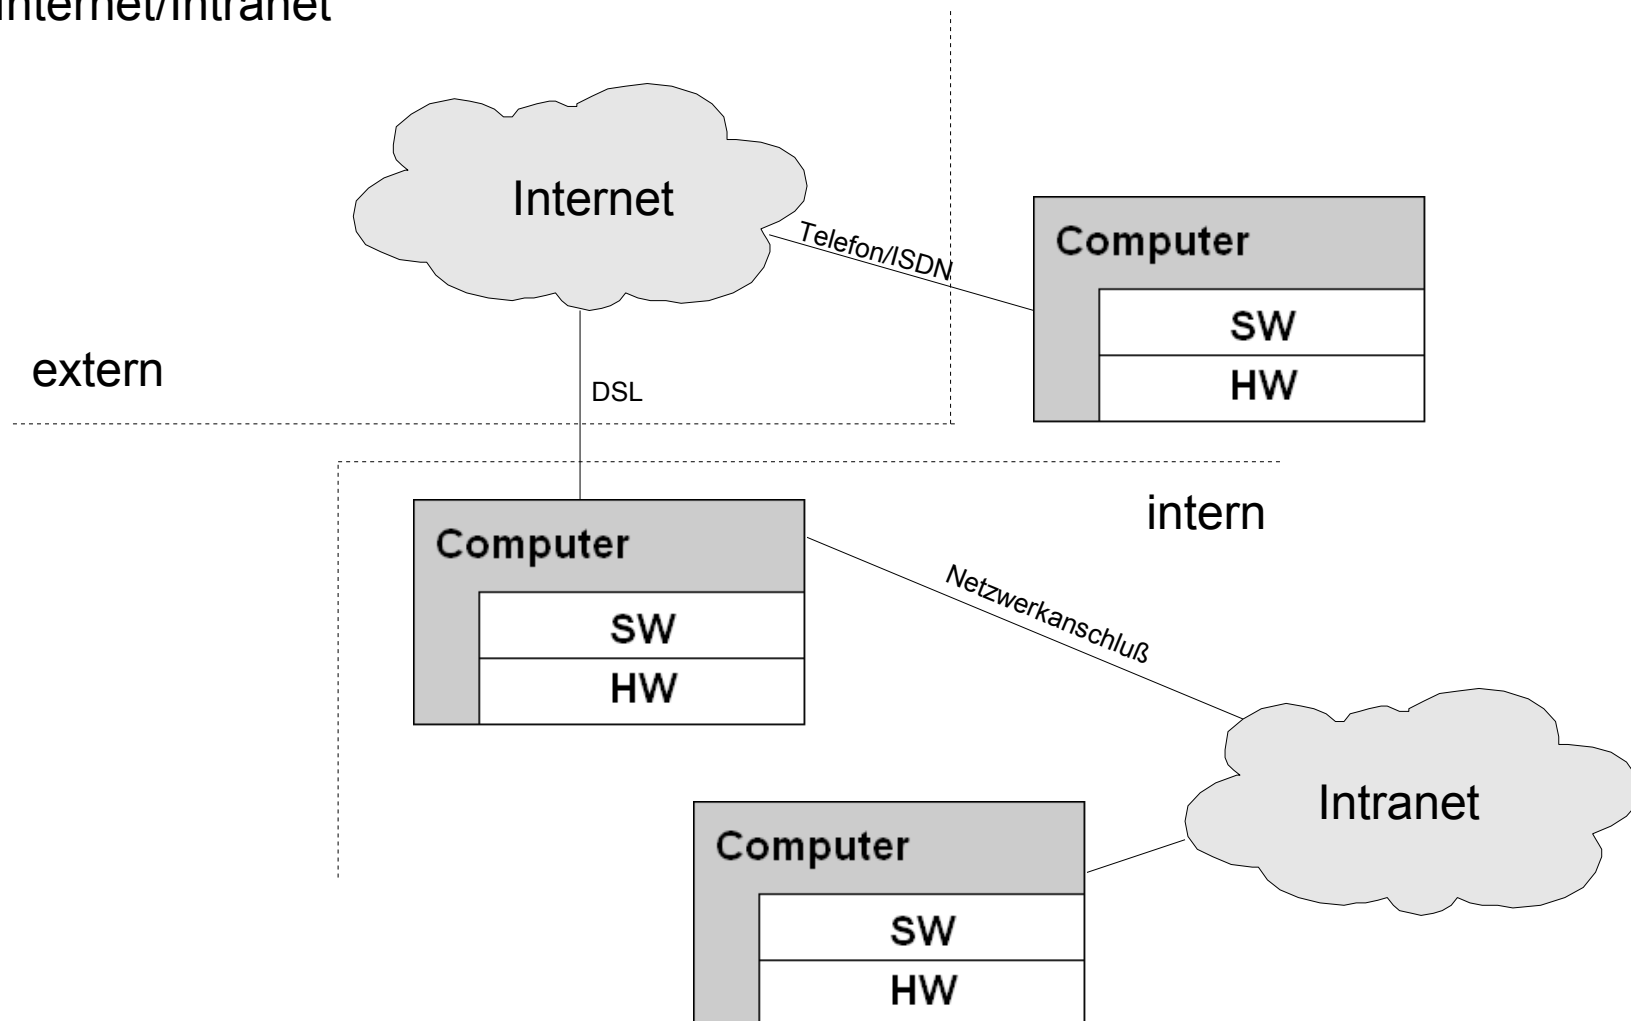 Internet/Intranet
Internet
Telefon/ISDN
Computer
SW
HW
extern
DSL
intern
Computer
SW
HW
Netzwerkanschluß
Intranet
Computer
SW
HW